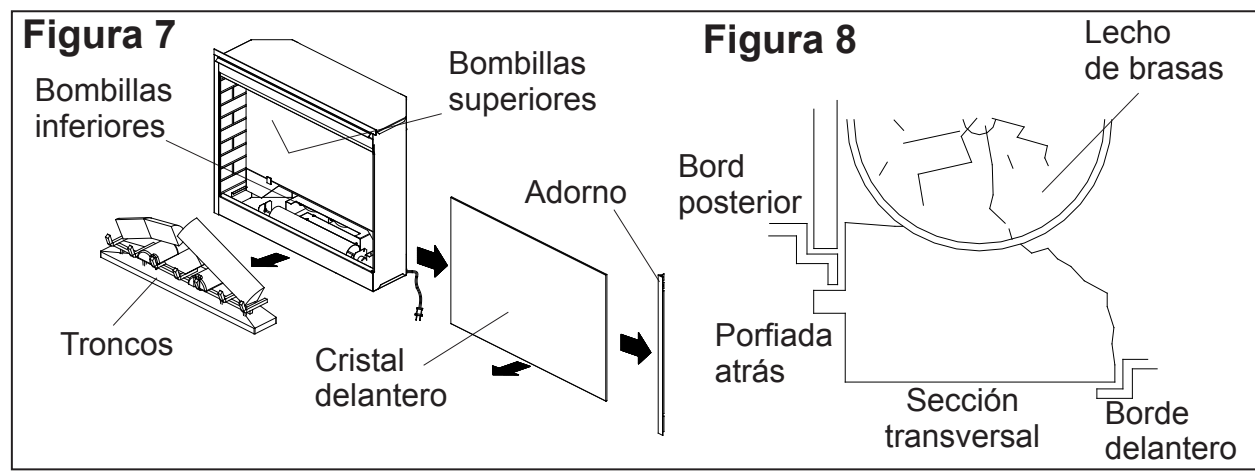 Figura 7
Bombillas
inferiores
Bombillas
superiores
Adorno
Troncos
Cristal
delantero
Figura 8
Lecho
de brasas
Bord
posterior
Porfiada
atrás
Sección
transversal
Borde
delantero